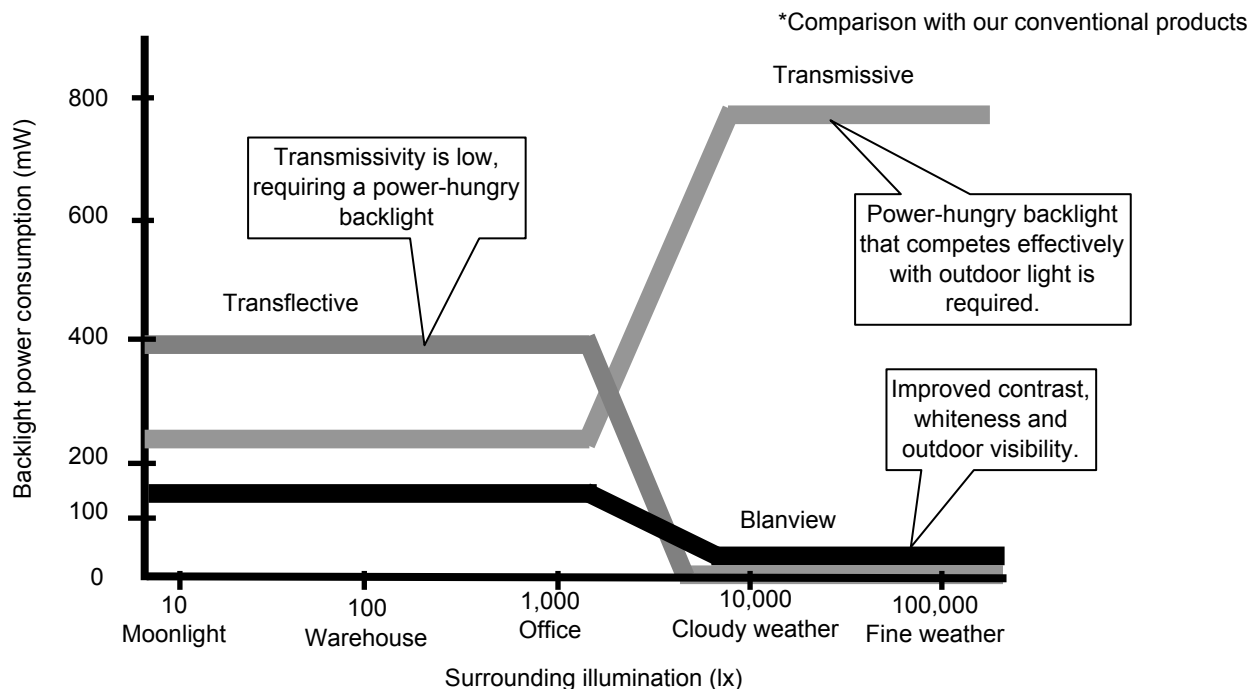 *Comparison with our conventional products
Transmissive
Transmissivity is low,
requiring a power-hungry
backlight
Power-hungry backlight
that competes effectively
with outdoor light is
required.
Transflective
Improved contrast,
whiteness and
outdoor visibility.
Blanview
Backlight power consumption (mW)
800
600
400
200
100
0
10
100
1,000
10,000
100,000
Moonlight
Warehouse
Office
Cloudy weather
Fine weather
Surrounding illumination (lx)